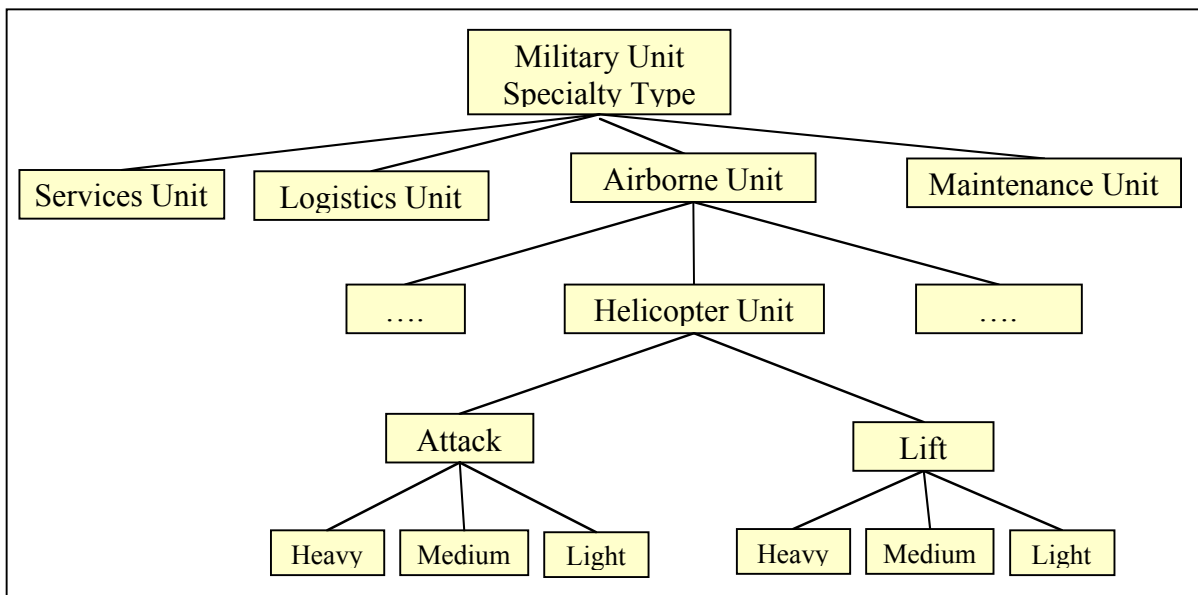 Military Unit
Specialty Type
Services Unit
Logistics Unit
Airborne Unit
Maintenance Unit
….
Helicopter Unit
….
Attack
Lift
Heavy
Medium
Light
Heavy
Medium
Light